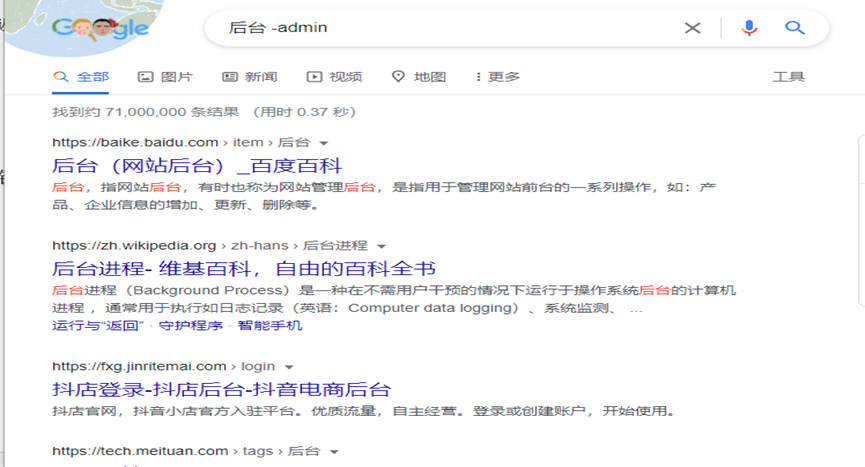 Google
后台 -admin
全部 图片 新闻 视频 地图 更多 工具
找到约 71,000,000 条结果 （用时 0.37 秒）
https://baike.baidu.com › item › 后台
后台（网站后台）_百度百科
后台，指网站后台，有时也称为网站管理后台，是指用于管理网站前台的一系列操作，如：产
品、企业信息的增加、更新、删除等。
https://zh.wikipedia.org › zh-hans › 后台进程
后台进程- 维基百科，自由的百科全书
后台进程（Background Process）是一种在不需用户干预的情况下运行于操作系统后台的计算机
进程 ，通常用于执行如日志记录（英语：Computer data logging）、系统监测、 ...
运行与“返回” · 守护程序 · 智能手机
https://fxg.jinritemai.com › login
抖店登录-抖店后台-抖音电商后台
抖店官网，抖音小店官方入驻平台。优质流量，自主经营。登录或创建账户，开始使用。
https://tech.meituan.com › tags › 后台